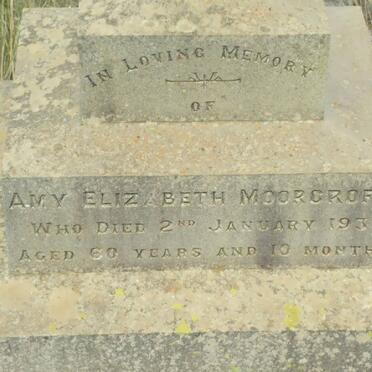 IN LOVING MEMORY
OF
AMY ELIZABETH MOORCROF
WHO DIED 2ND JANUARY 193
AGED 60 YEARS AND 10 MONTH